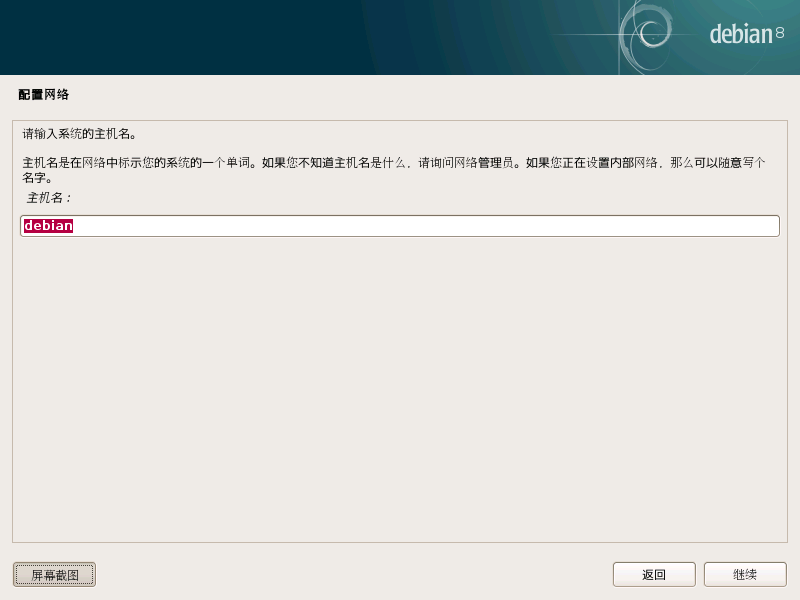 debian 8
配置网络
请输入系统的主机名。
主机名是在网络中标示您的系统的一个单词。如果您不知道主机名是什么，请询问网络管理员。如果您正在设置内部网络，那么可以随意写个
名字。
主机名：
debian
屏幕截图
返回
继续